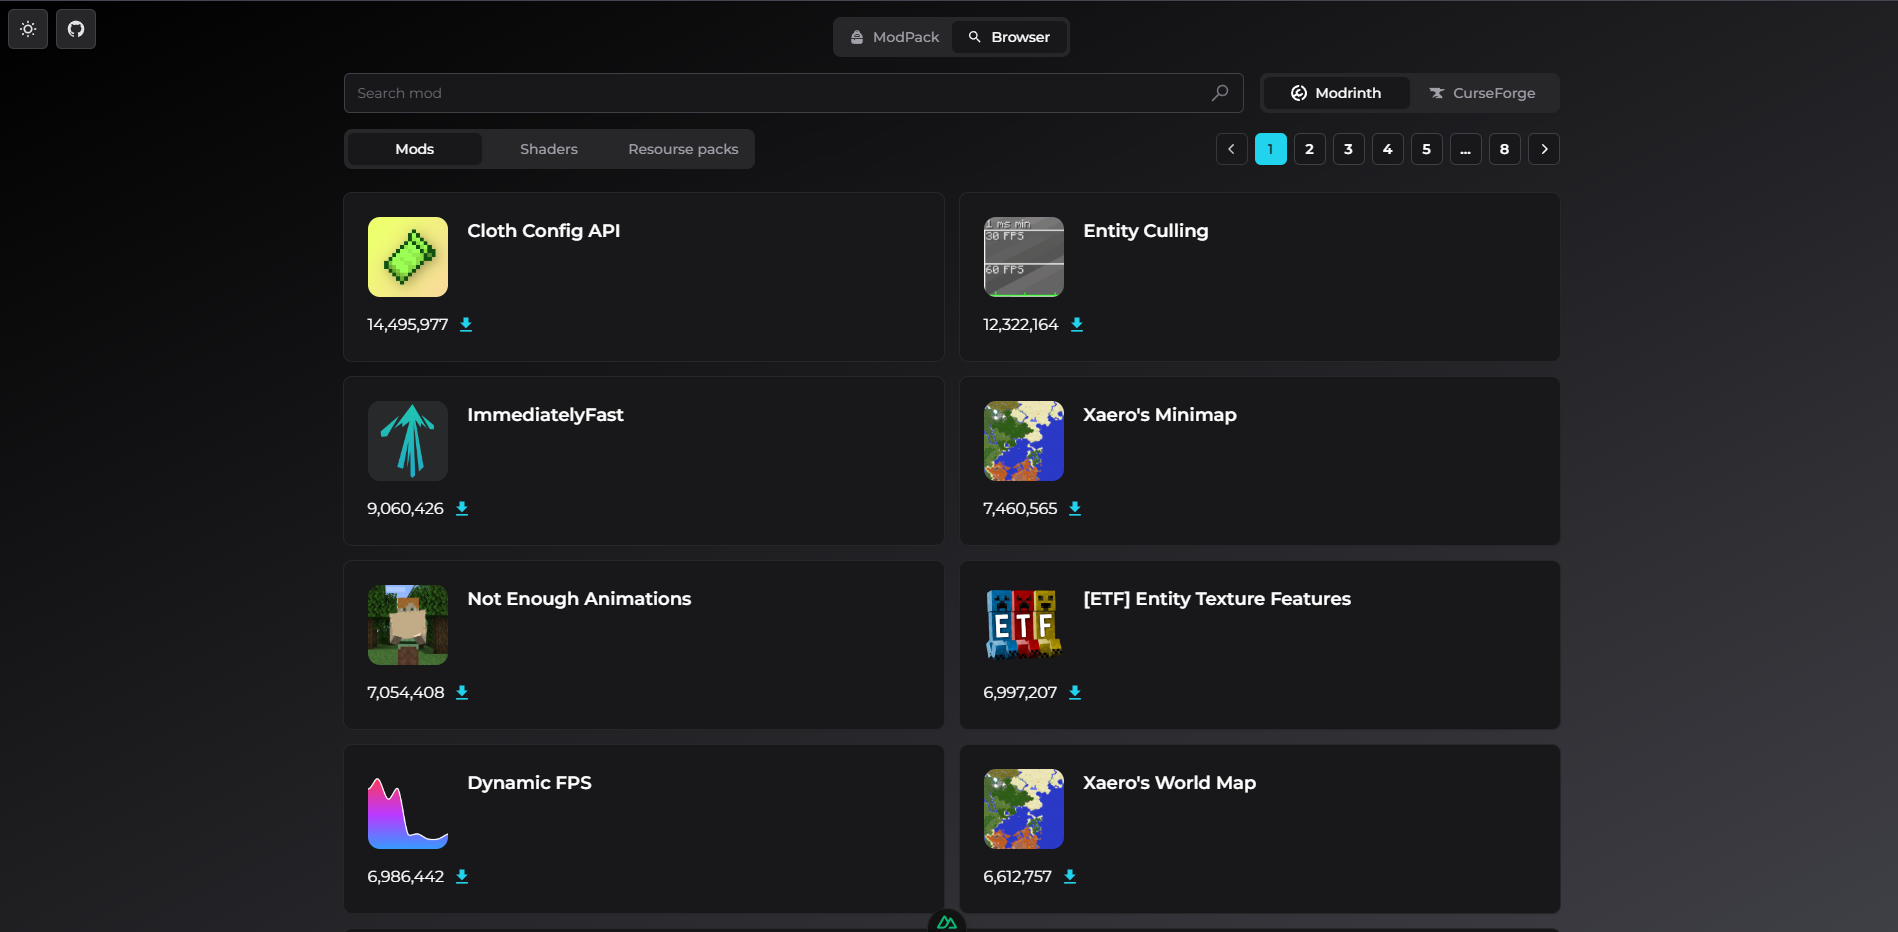 ModPack Browser
Search mod
Modrinth CurseForge
Mods Shaders Resourse packs
1 2 3 4 5 ... 8
Cloth Config API
14,495,977
1 ms min
30 FPS
60 FPS
Entity Culling
12,322,164
ImmediatelyFast
9,060,426
Xaero's Minimap
7,460,565
Not Enough Animations
7,054,408
ETF
[ETF] Entity Texture Features
6,997,207
Dynamic FPS
6,986,442
Xaero's World Map
6,612,757